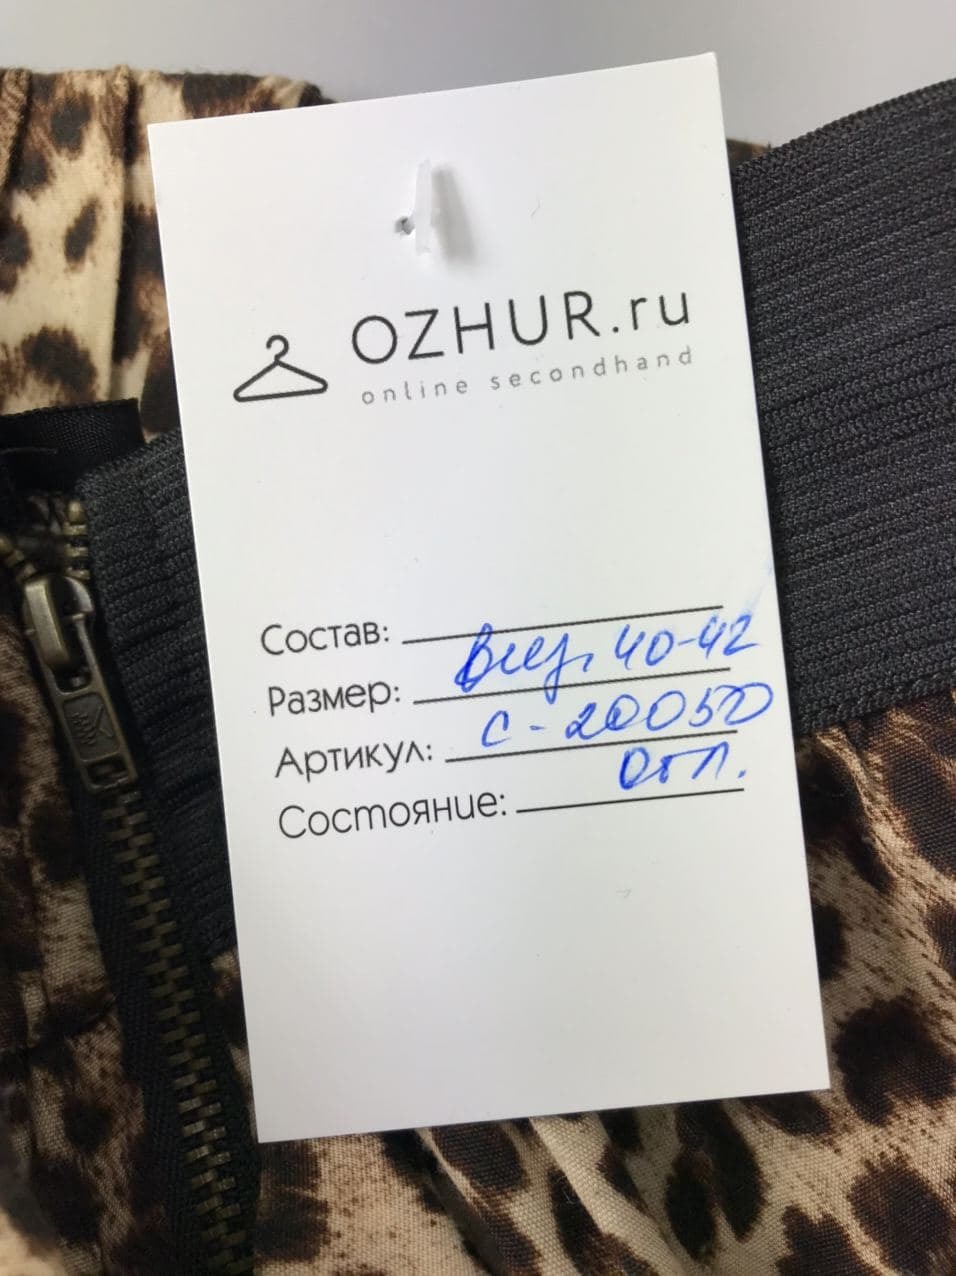 OZHUR.ru
online secondhand
Состав:
Размер: 40-42
Артикул: С-20050
Состояние: Отл.